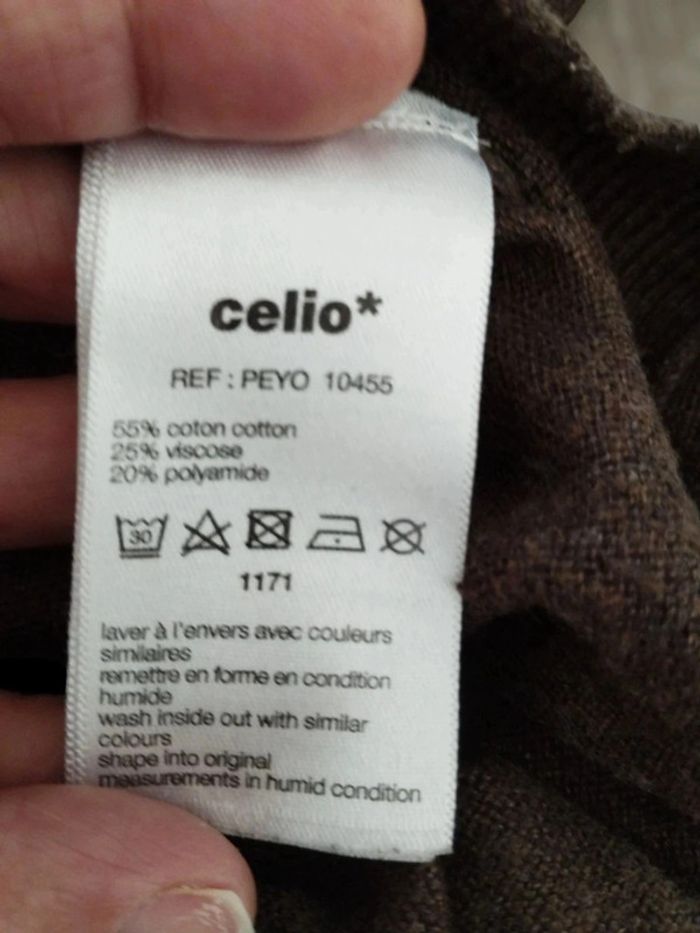 celio*
REF : PEYO 10455
55% coton cotton
25% viscose
20% polyamide
30
1171
laver à l'envers avec couleurs
similaires
remettre en forme en condition
humide
wash inside out with similar
colours
shape into original
measurements in humid condition